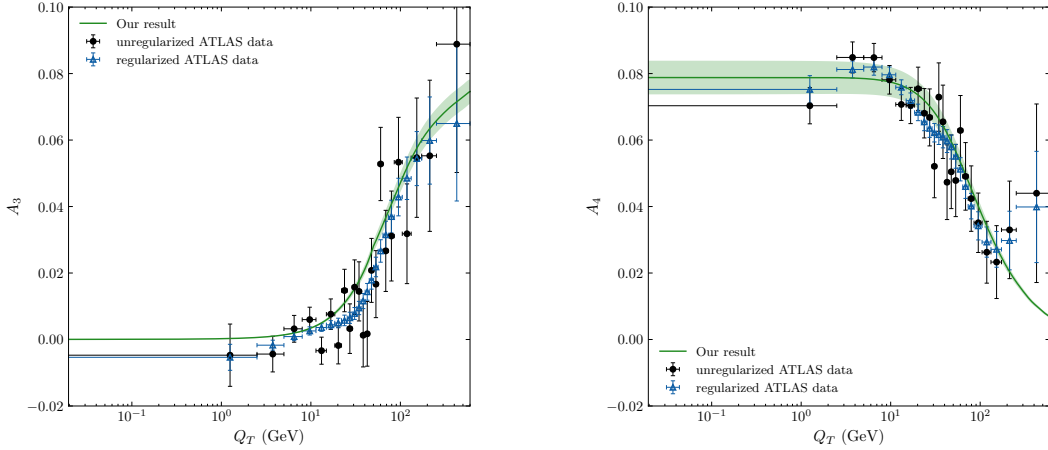 0.10
0.08
0.06
0.04
0.02
0.00
−0.02
A₃
Our result
unregularized ATLAS data
regularized ATLAS data
10⁻¹ 10⁰ 10¹ 10²
Q_T (GeV)
0.10
0.08
0.06
0.04
0.02
0.00
−0.02
A₄
Our result
unregularized ATLAS data
regularized ATLAS data
10⁻¹ 10⁰ 10¹ 10²
Q_T (GeV)